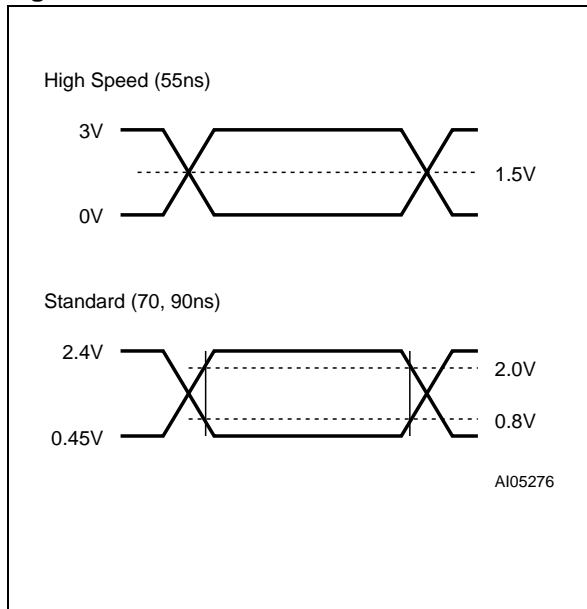 High Speed (55ns)
3V
1.5V
0V
Standard (70, 90ns)
2.4V
2.0V
0.8V
0.45V
AI05276